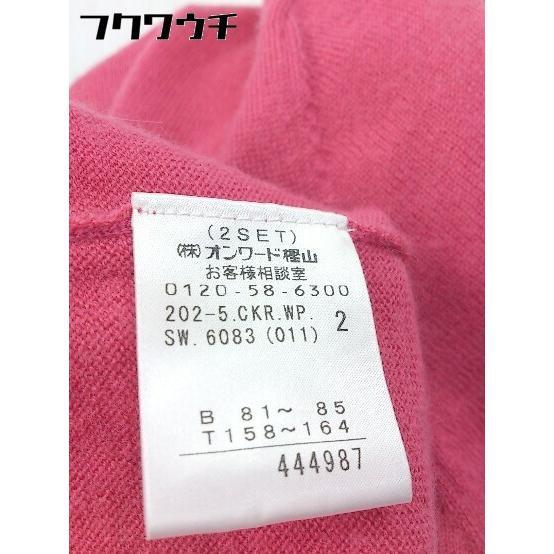 フクワウチ
(2SET)
(株)オンワード樫山
お客様相談室
0120-58-6300
202-5.CKR.WP. 2
SW.6083(011)
B 81～ 85
T158～164
444987